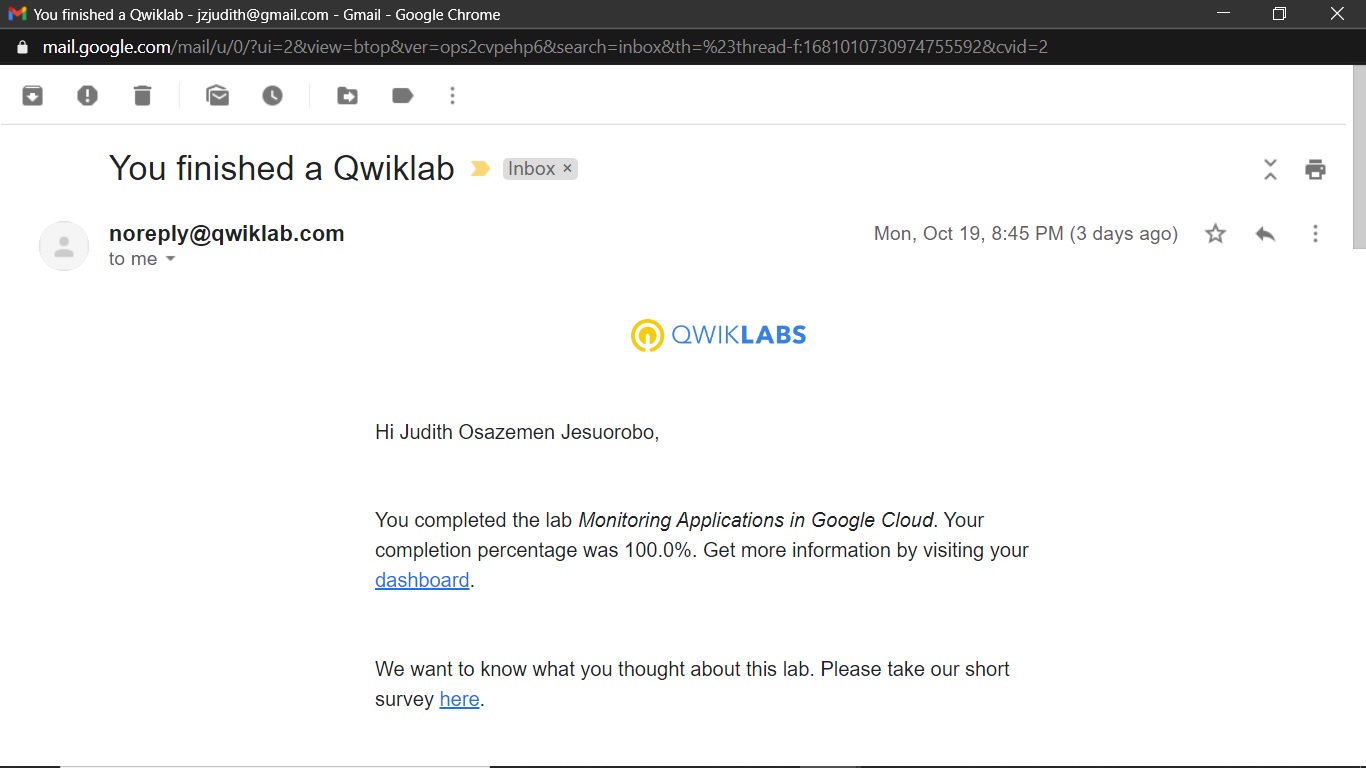 You finished a Qwiklab - jzjudith@gmail.com - Gmail - Google Chrome
mail.google.com/mail/u/0/?ui=2&view=btop&ver=ops2cvpehp6&search=inbox&th=%23thread-f:1681010730974755592&cvid=2
You finished a Qwiklab Inbox ×
noreply@qwiklab.com Mon, Oct 19, 8:45 PM (3 days ago)
to me
QWIKLABS
Hi Judith Osazemen Jesuorobo,
You completed the lab Monitoring Applications in Google Cloud. Your
completion percentage was 100.0%. Get more information by visiting your
dashboard.
We want to know what you thought about this lab. Please take our short
survey here.